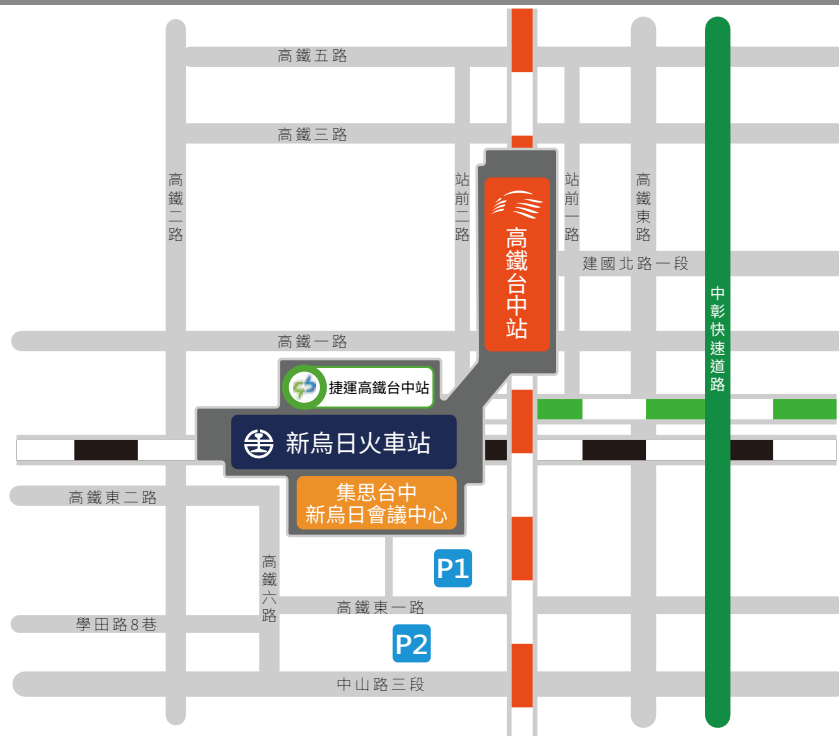 高鐵五路
高鐵三路
高鐵二路
站前二路
站前一路
高鐵東路
高鐵台中站
建國北路一段
中彰快速道路
高鐵一路
捷運高鐵台中站
新烏日火車站
集思台中
新烏日會議中心
高鐵東二路
高鐵六路
P1
高鐵東一路
學田路8巷
P2
中山路三段